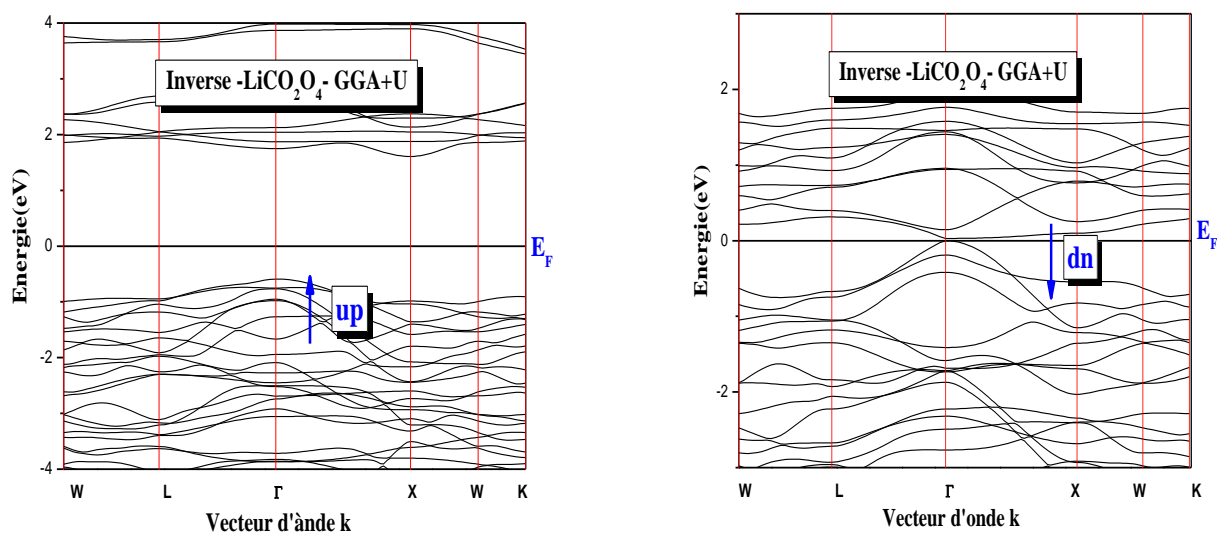 4
2
0
-2
-4
Energie(eV)
Inverse -LiCO2O4- GGA+U
up
EF
W L Γ X W K
Vecteur d'ànde k
2
0
-2
Energie(eV)
Inverse -LiCO2O4- GGA+U
dn
EF
W L Γ X W K
Vecteur d'onde k